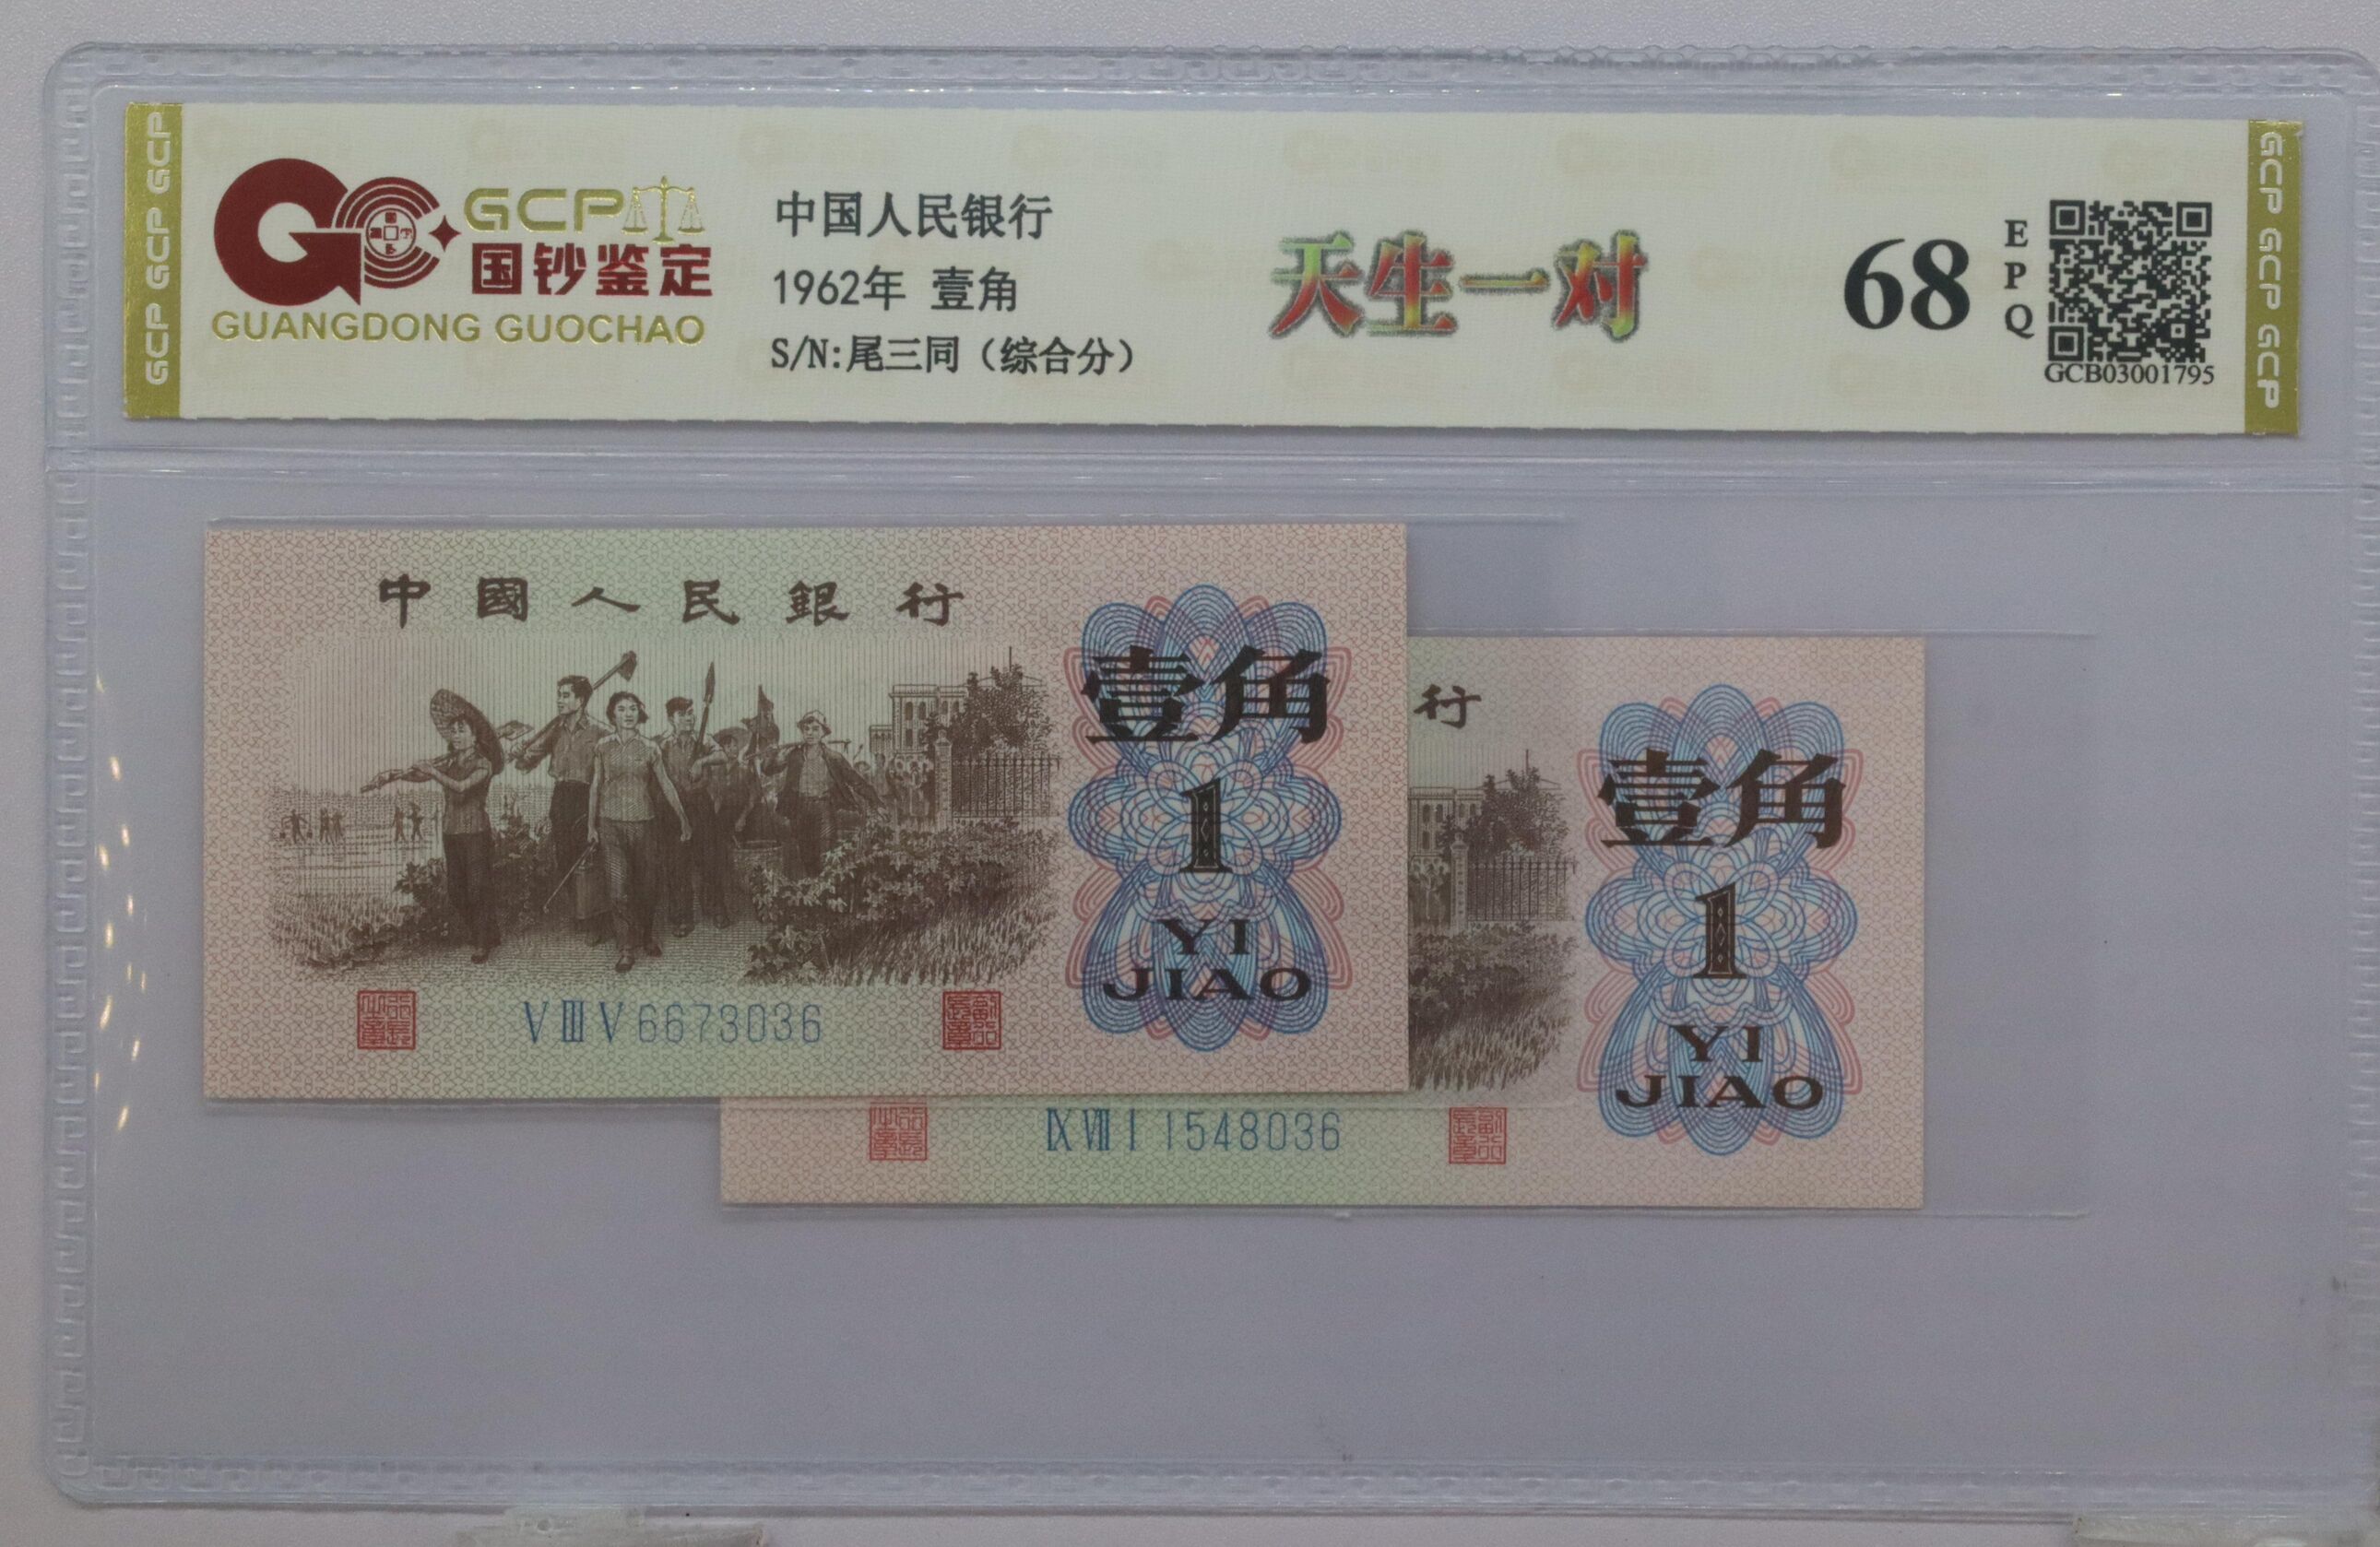 GCP GCP GCP
GCP
国钞鉴定
GUANGDONG GUOCHAO
中国人民银行
1962年 壹角
S/N:尾三同（综合分）
天生一对
68
EPQ
GCB03001795
GCP GCP GCP
中國人民銀行
壹角
1
YI
JIAO
VⅢV6673036
行
壹角
1
YI
JIAO
ⅨⅧⅠ1548036